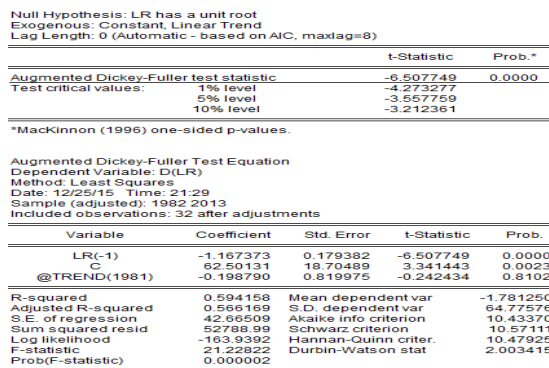 Null Hypothesis: LR has a unit root
Exogenous: Constant, Linear Trend
Lag Length: 0 (Automatic - based on AIC, maxlag=8)
t-Statistic Prob.*
Augmented Dickey-Fuller test statistic -6.507749 0.0000
Test critical values: 1% level -4.273277
5% level -3.557759
10% level -3.212361
*MacKinnon (1996) one-sided p-values.
Augmented Dickey-Fuller Test Equation
Dependent Variable: D(LR)
Method: Least Squares
Date: 12/25/15 Time: 21:29
Sample (adjusted): 1982 2013
Included observations: 32 after adjustments
Variable Coefficient Std. Error t-Statistic Prob.
LR(-1) -1.167373 0.179382 -6.507749 0.0000
C 62.50131 18.70489 3.341443 0.0023
@TREND(1981) -0.198790 0.819975 -0.242434 0.8102
R-squared 0.594158 Mean dependent var -1.781250
Adjusted R-squared 0.566169 S.D. dependent var 64.77576
S.E. of regression 42.66509 Akaike info criterion 10.43370
Sum squared resid 52788.99 Schwarz criterion 10.57111
Log likelihood -163.9392 Hannan-Quinn criter. 10.47925
F-statistic 21.22822 Durbin-Watson stat 2.003415
Prob(F-statistic) 0.000002